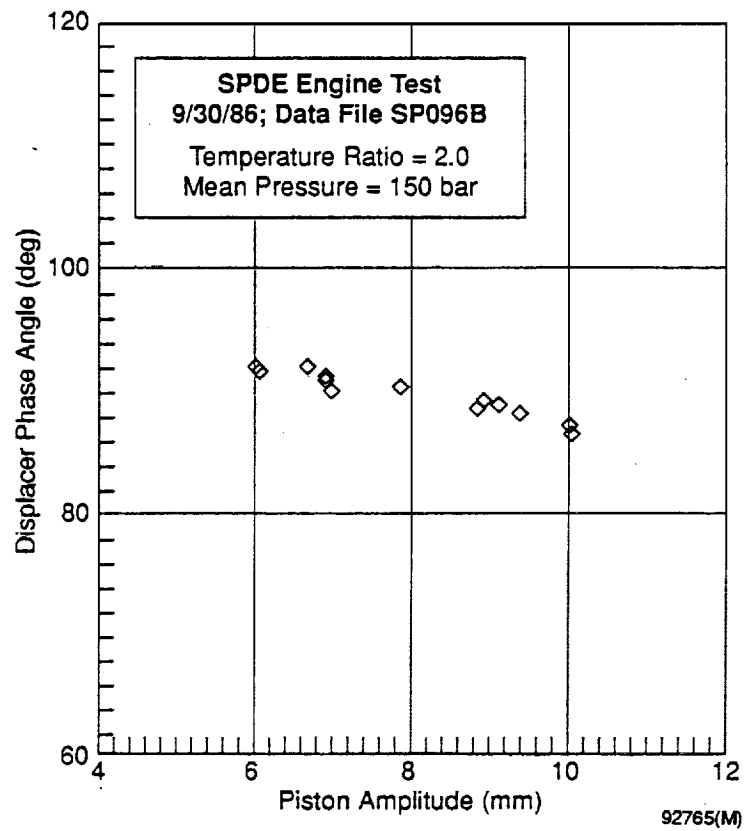 120
SPDE Engine Test
9/30/86; Data File SP096B
Temperature Ratio = 2.0
Mean Pressure = 150 bar
100
Displacer Phase Angle (deg)
80
60
4 6 8 10 12
Piston Amplitude (mm)
92765(M)